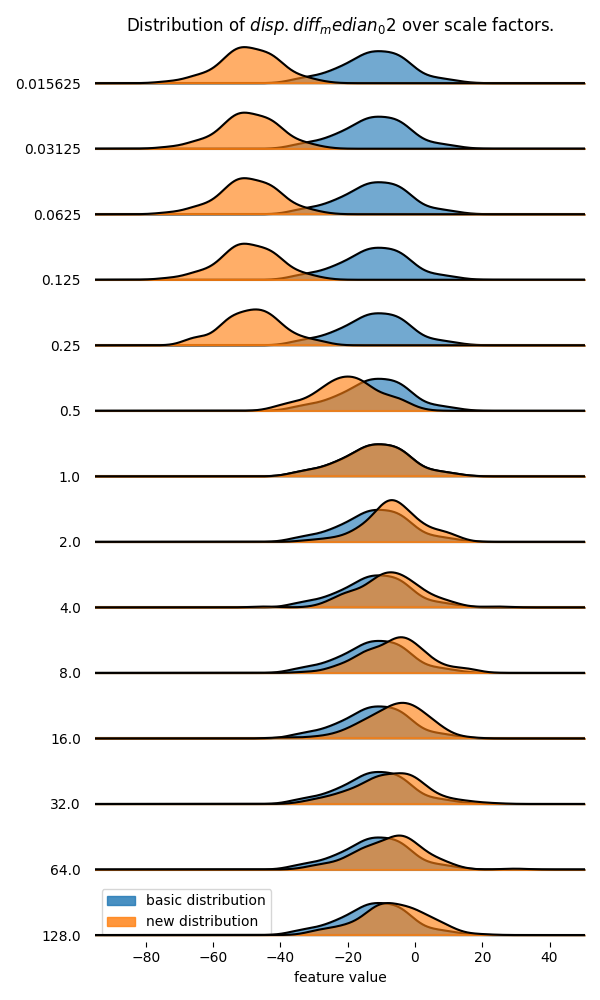 Distribution of disp.diff_median_02 over scale factors.
0.015625
0.03125
0.0625
0.125
0.25
0.5
1.0
2.0
4.0
8.0
16.0
32.0
64.0
128.0
basic distribution
new distribution
−80 −60 −40 −20 0 20 40
feature value